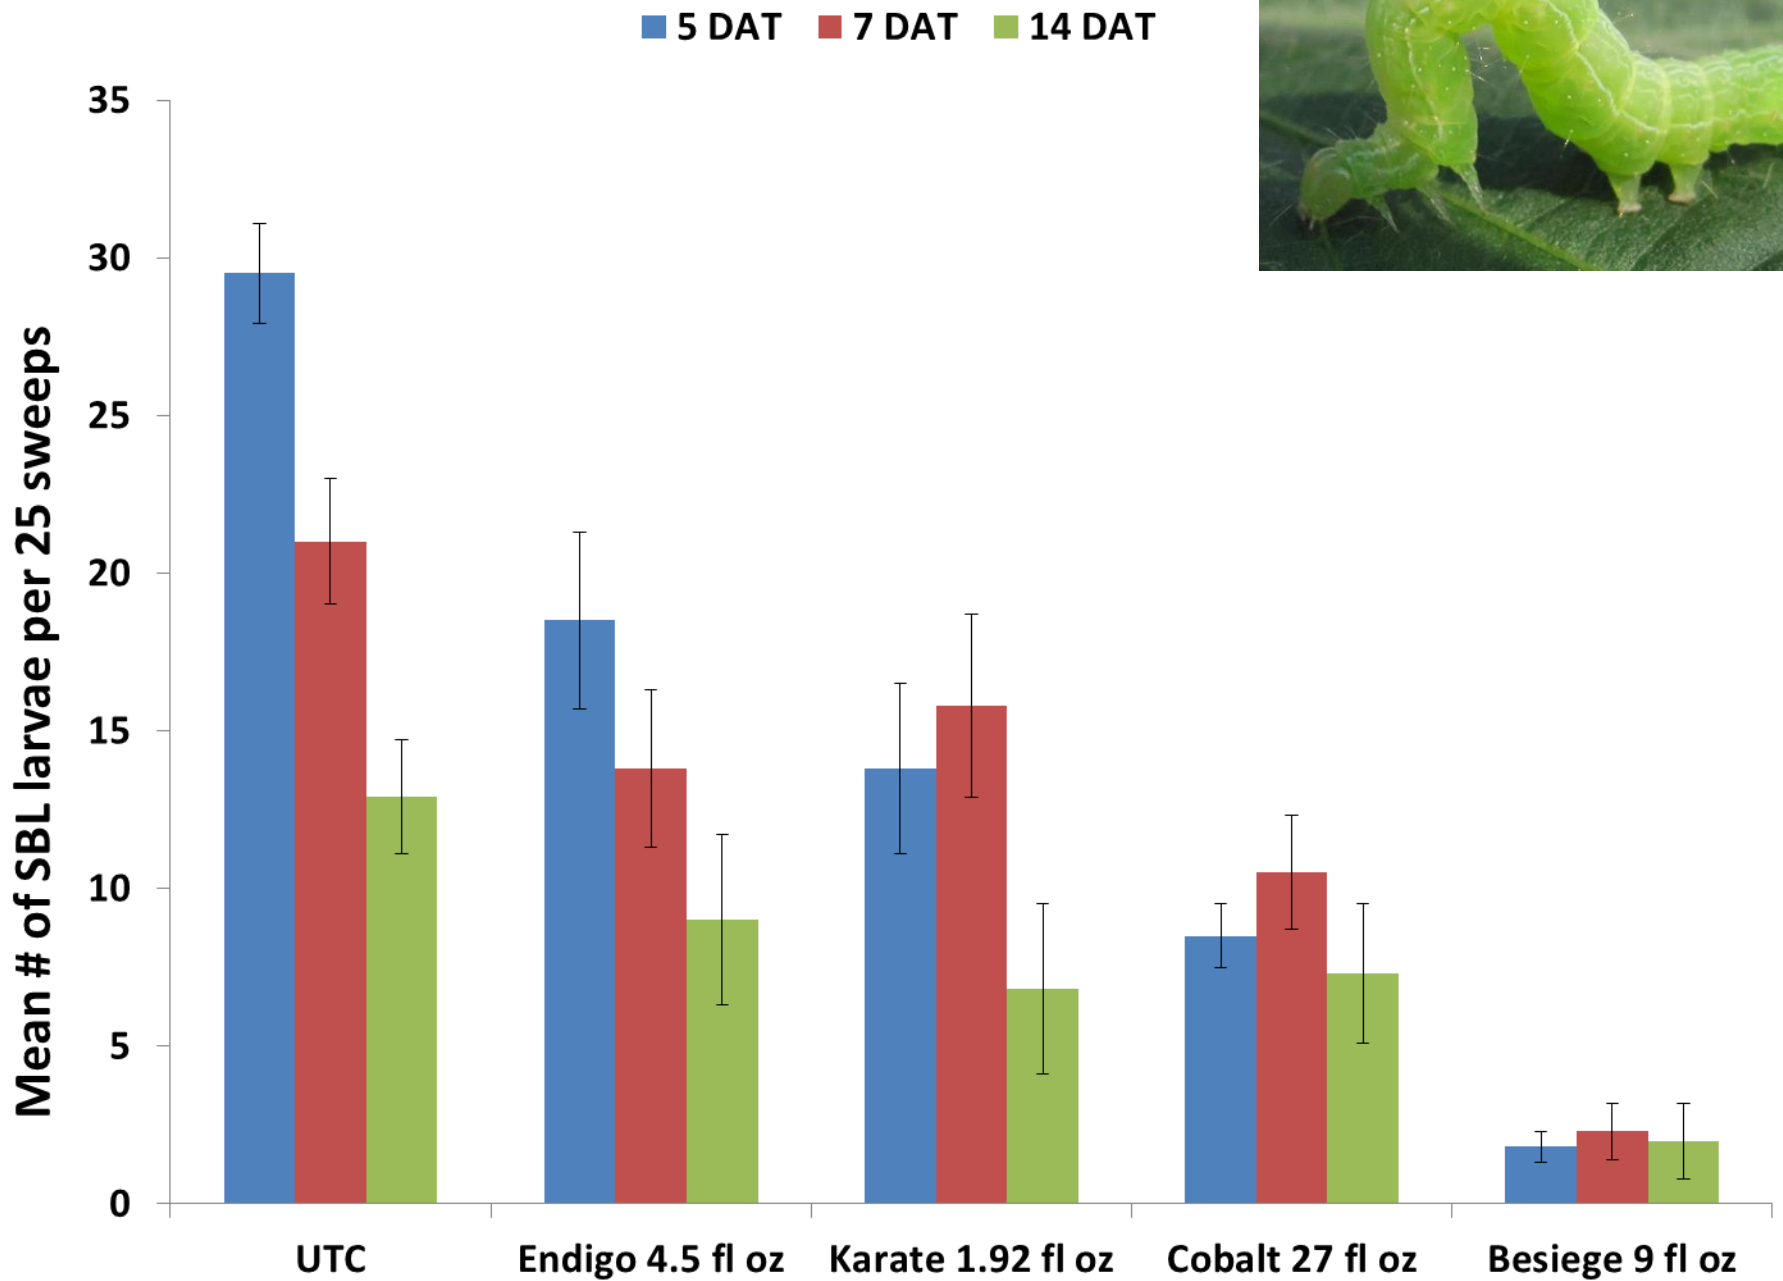 5 DAT 7 DAT 14 DAT
35
30
25
20
15
10
5
0
Mean # of SBL larvae per 25 sweeps
UTC Endigo 4.5 fl oz Karate 1.92 fl oz Cobalt 27 fl oz Besiege 9 fl oz